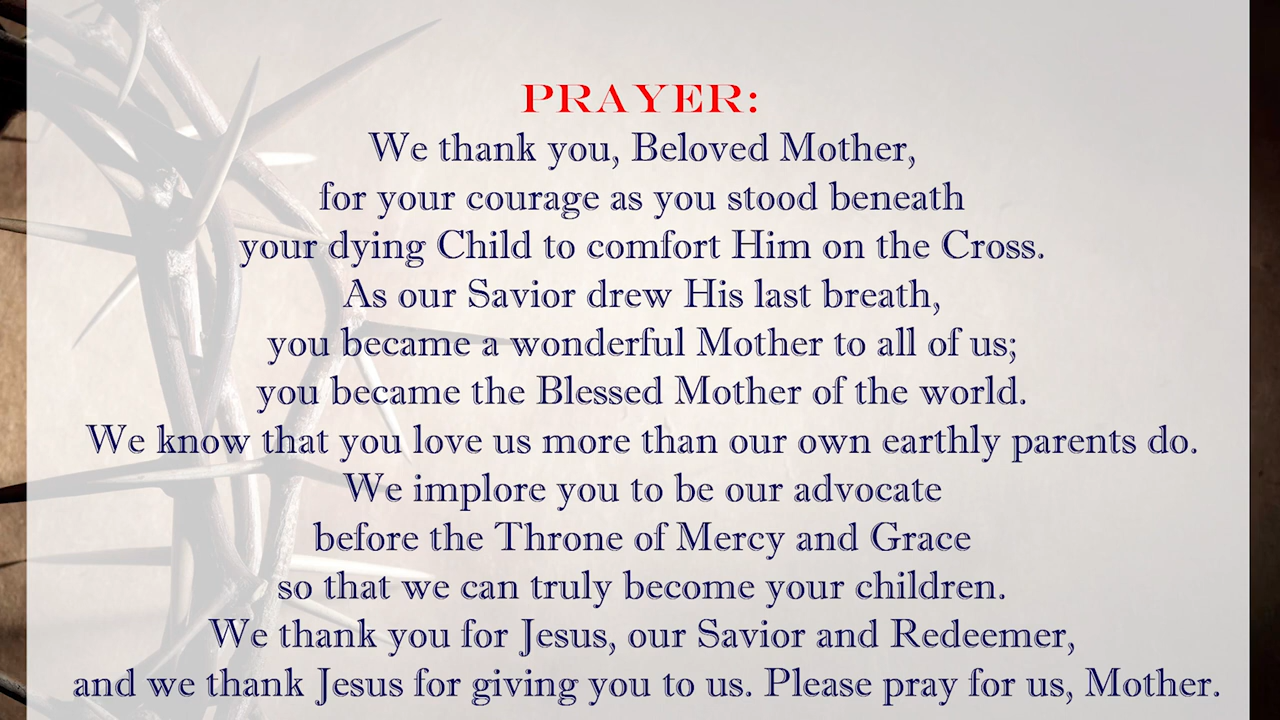 PRAYER:
We thank you, Beloved Mother,
for your courage as you stood beneath
your dying Child to comfort Him on the Cross.
As our Savior drew His last breath,
you became a wonderful Mother to all of us;
you became the Blessed Mother of the world.
We know that you love us more than our own earthly parents do.
We implore you to be our advocate
before the Throne of Mercy and Grace
so that we can truly become your children.
We thank you for Jesus, our Savior and Redeemer,
and we thank Jesus for giving you to us. Please pray for us, Mother.